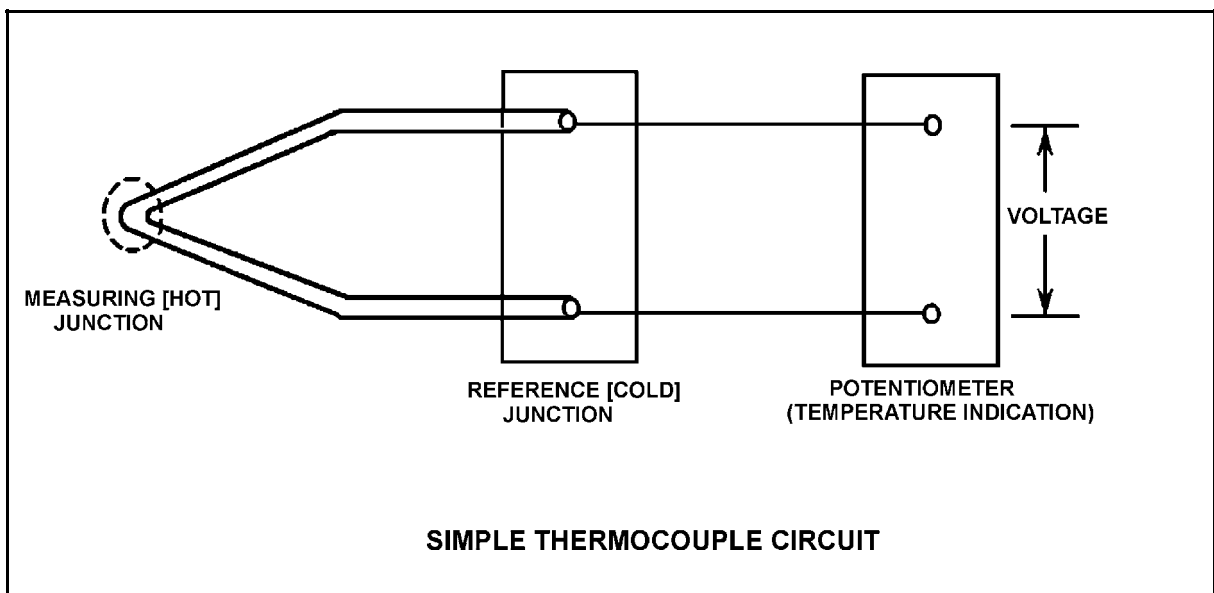 VOLTAGE
MEASURING [HOT]
JUNCTION
REFERENCE [COLD]
JUNCTION
POTENTIOMETER
(TEMPERATURE INDICATION)
SIMPLE THERMOCOUPLE CIRCUIT